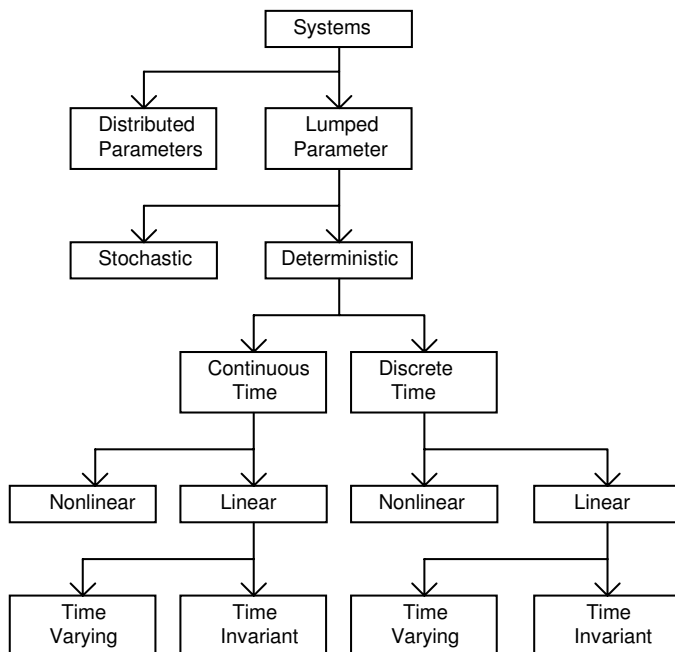 Systems
Distributed
Parameters
Lumped
Parameter
Stochastic
Deterministic
Continuous
Time
Discrete
Time
Nonlinear
Linear
Nonlinear
Linear
Time
Varying
Time
Invariant
Time
Varying
Time
Invariant